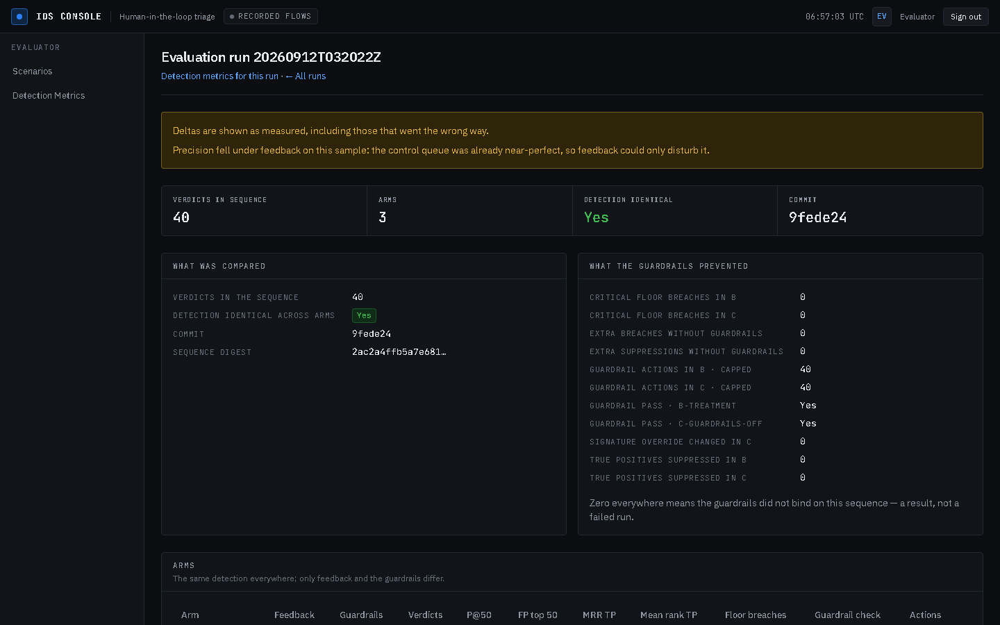 IDS CONSOLE
Human-in-the-loop triage
RECORDED FLOWS
06:57:03 UTC
EV
Evaluator
Sign out
EVALUATOR
Scenarios
Detection Metrics
Evaluation run 20260912T032022Z
Detection metrics for this run · ← All runs
Deltas are shown as measured, including those that went the wrong way.
Precision fell under feedback on this sample: the control queue was already near-perfect, so feedback could only disturb it.
VERDICTS IN SEQUENCE
40
ARMS
3
DETECTION IDENTICAL
Yes
COMMIT
9fede24
WHAT WAS COMPARED
VERDICTS IN THE SEQUENCE 40
DETECTION IDENTICAL ACROSS ARMS Yes
COMMIT 9fede24
SEQUENCE DIGEST 2ac2a4ffb5a7e681…
WHAT THE GUARDRAILS PREVENTED
CRITICAL FLOOR BREACHES IN B 0
CRITICAL FLOOR BREACHES IN C 0
EXTRA BREACHES WITHOUT GUARDRAILS 0
EXTRA SUPPRESSIONS WITHOUT GUARDRAILS 0
GUARDRAIL ACTIONS IN B · CAPPED 40
GUARDRAIL ACTIONS IN C · CAPPED 40
GUARDRAIL PASS · B-TREATMENT Yes
GUARDRAIL PASS · C-GUARDRAILS-OFF Yes
SIGNATURE OVERRIDE CHANGED IN C 0
TRUE POSITIVES SUPPRESSED IN B 0
TRUE POSITIVES SUPPRESSED IN C 0
Zero everywhere means the guardrails did not bind on this sequence — a result, not a
failed run.
ARMS
The same detection everywhere; only feedback and the guardrails differ.
Arm Feedback Guardrails Verdicts P@50 FP top 50 MRR TP Mean rank TP Floor breaches Guardrail check Actions